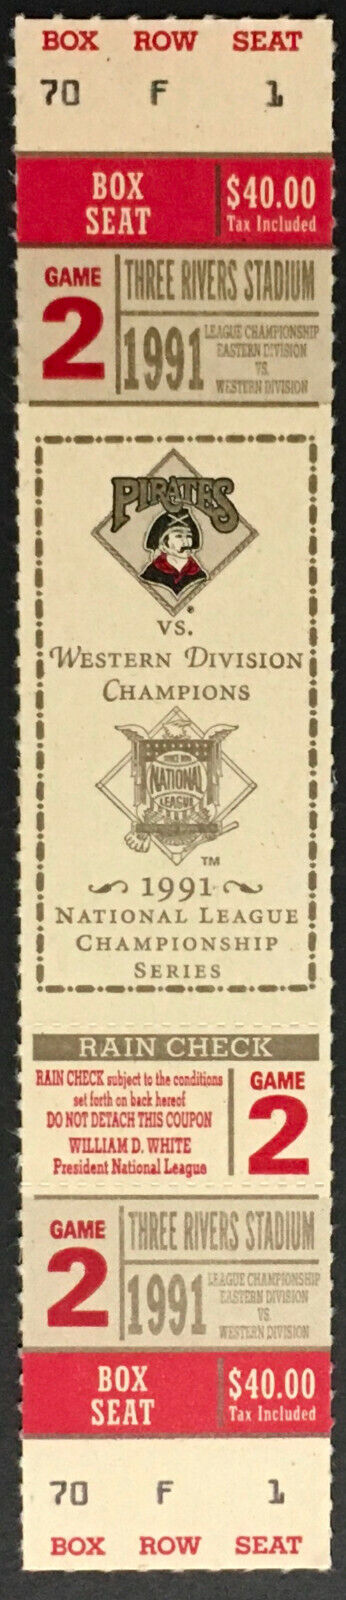 BOX ROW SEAT
70 F 1
BOX SEAT
$40.00
Tax Included
GAME
2
THREE RIVERS STADIUM
1991
LEAGUE CHAMPIONSHIP
EASTERN DIVISION
VS.
WESTERN DIVISION
PIRATES
®
VS.
WESTERN DIVISION
CHAMPIONS
SINCE 1876
NATIONAL
LEAGUE
TM
1991
NATIONAL LEAGUE
CHAMPIONSHIP
SERIES
RAIN CHECK
RAIN CHECK subject to the conditions
set forth on back hereof
DO NOT DETACH THIS COUPON
WILLIAM D. WHITE
President National League
GAME
2
GAME
2
THREE RIVERS STADIUM
1991
LEAGUE CHAMPIONSHIP
EASTERN DIVISION
VS.
WESTERN DIVISION
BOX
SEAT
$40.00
Tax Included
70 F 1
BOX ROW SEAT